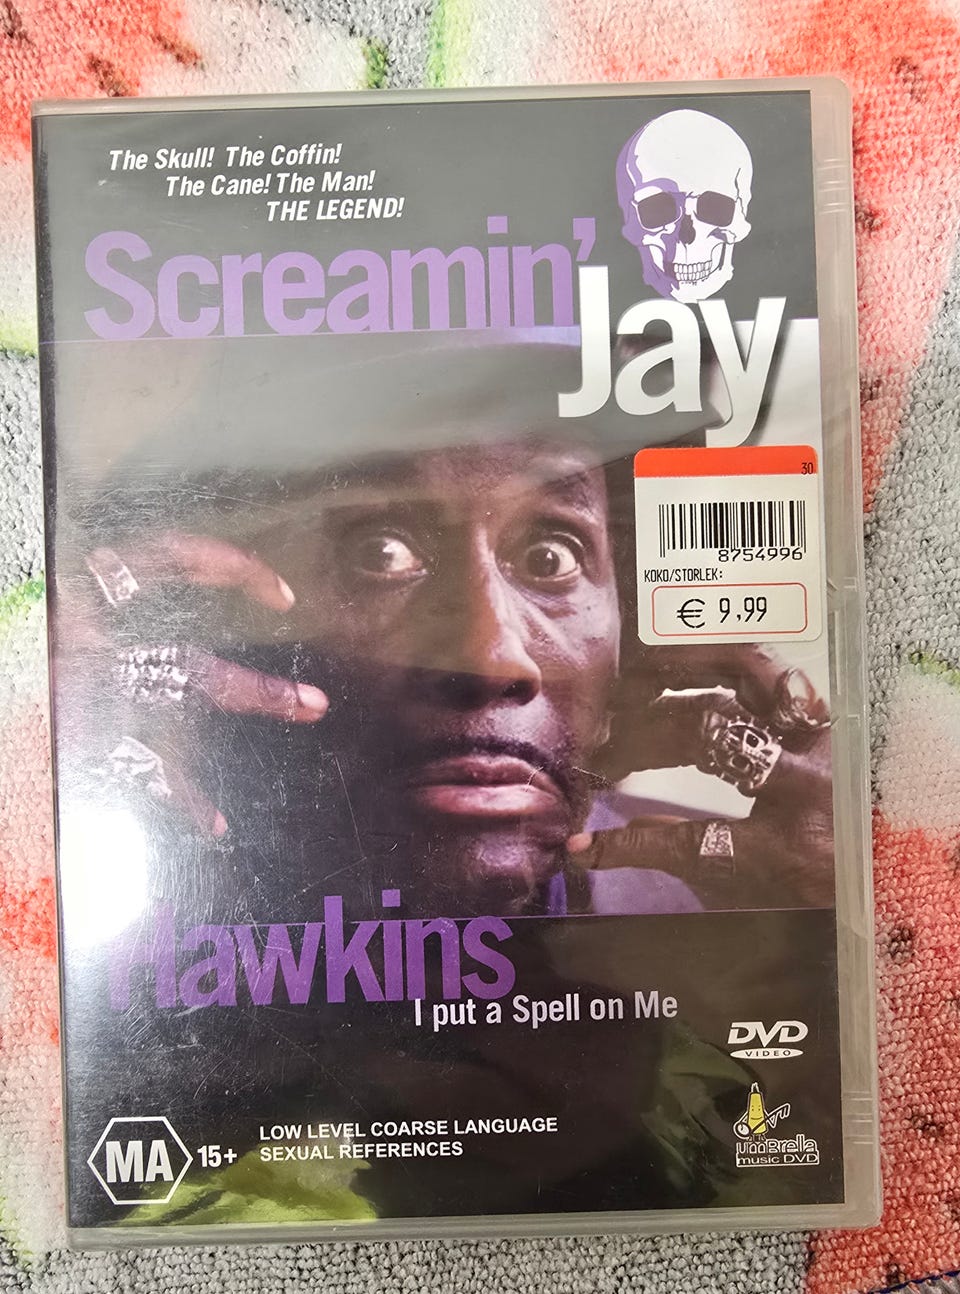 The Skull! The Coffin!
The Cane! The Man!
THE LEGEND!
Screamin'
Jay
30
8754996
KOKO/STORLEK:
€ 9,99
Hawkins
I put a Spell on Me
DVD
VIDEO
MA 15+
LOW LEVEL COARSE LANGUAGE
SEXUAL REFERENCES
umBRella
music DVD